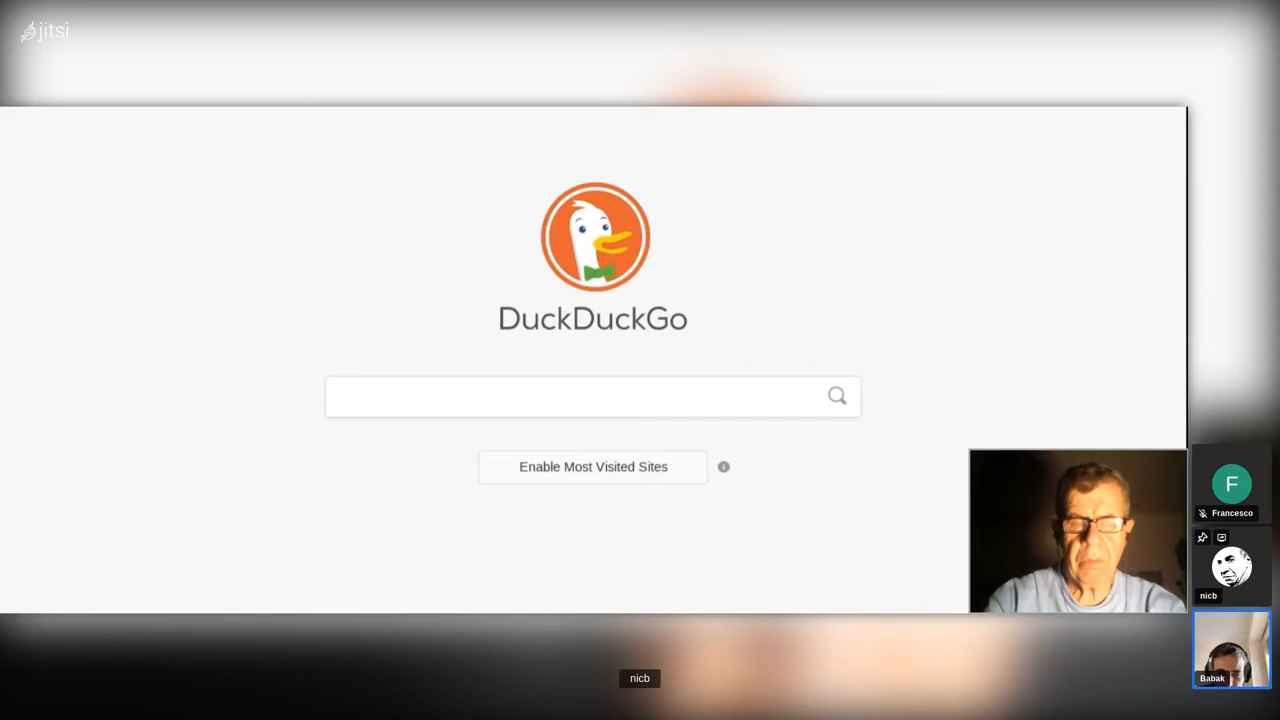 jitsi
DuckDuckGo
Enable Most Visited Sites
F
Francesco
nicb
Babak
nicb